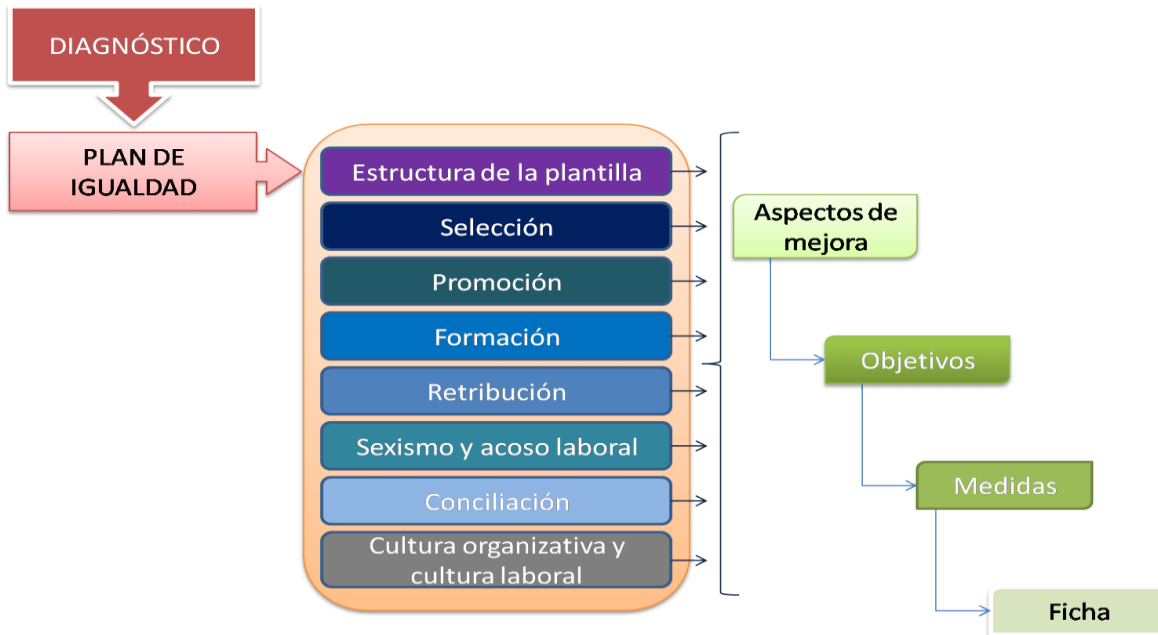 DIAGNÓSTICO
PLAN DE
IGUALDAD
Estructura de la plantilla
Selección
Promoción
Formación
Retribución
Sexismo y acoso laboral
Conciliación
Cultura organizativa y
cultura laboral
Aspectos de
mejora
Objetivos
Medidas
Ficha